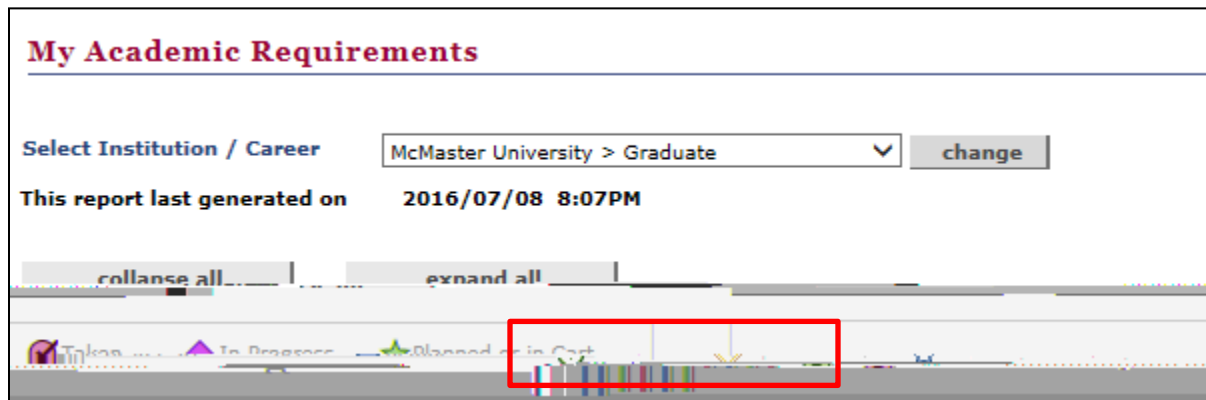 My Academic Requirements
Select Institution / Career McMaster University > Graduate change
This report last generated on 2016/07/08 8:07PM
collapse all expand all
Taken In Progress Planned or in Cart